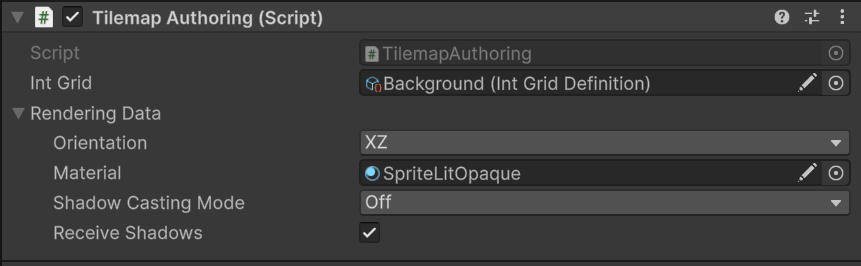 Tilemap Authoring (Script)
Script TilemapAuthoring
Int Grid Background (Int Grid Definition)
Rendering Data
Orientation XZ
Material SpriteLitOpaque
Shadow Casting Mode Off
Receive Shadows